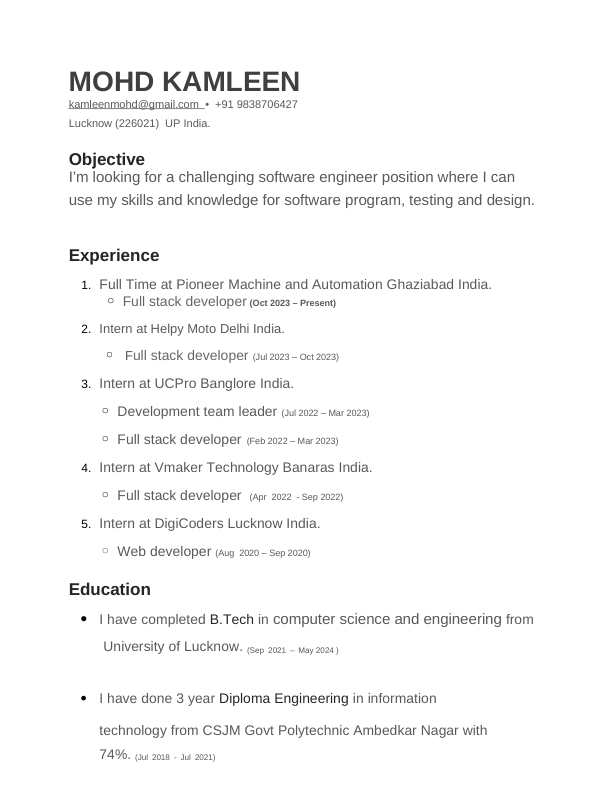 MOHD KAMLEEN
kamleenmohd@gmail.com • +91 9838706427
Lucknow (226021) UP India.
Objective
I'm looking for a challenging software engineer position where I can
use my skills and knowledge for software program, testing and design.
Experience
1. Full Time at Pioneer Machine and Automation Ghaziabad India.
○ Full stack developer (Oct 2023 – Present)
2. Intern at Helpy Moto Delhi India.
○ Full stack developer (Jul 2023 – Oct 2023)
3. Intern at UCPro Banglore India.
○ Development team leader (Jul 2022 – Mar 2023)
○ Full stack developer (Feb 2022 – Mar 2023)
4. Intern at Vmaker Technology Banaras India.
○ Full stack developer (Apr 2022 - Sep 2022)
5. Intern at DigiCoders Lucknow India.
○ Web developer (Aug 2020 – Sep 2020)
Education
• I have completed B.Tech in computer science and engineering from
University of Lucknow. (Sep 2021 – May 2024 )
• I have done 3 year Diploma Engineering in information
technology from CSJM Govt Polytechnic Ambedkar Nagar with
74%. (Jul 2018 - Jul 2021)